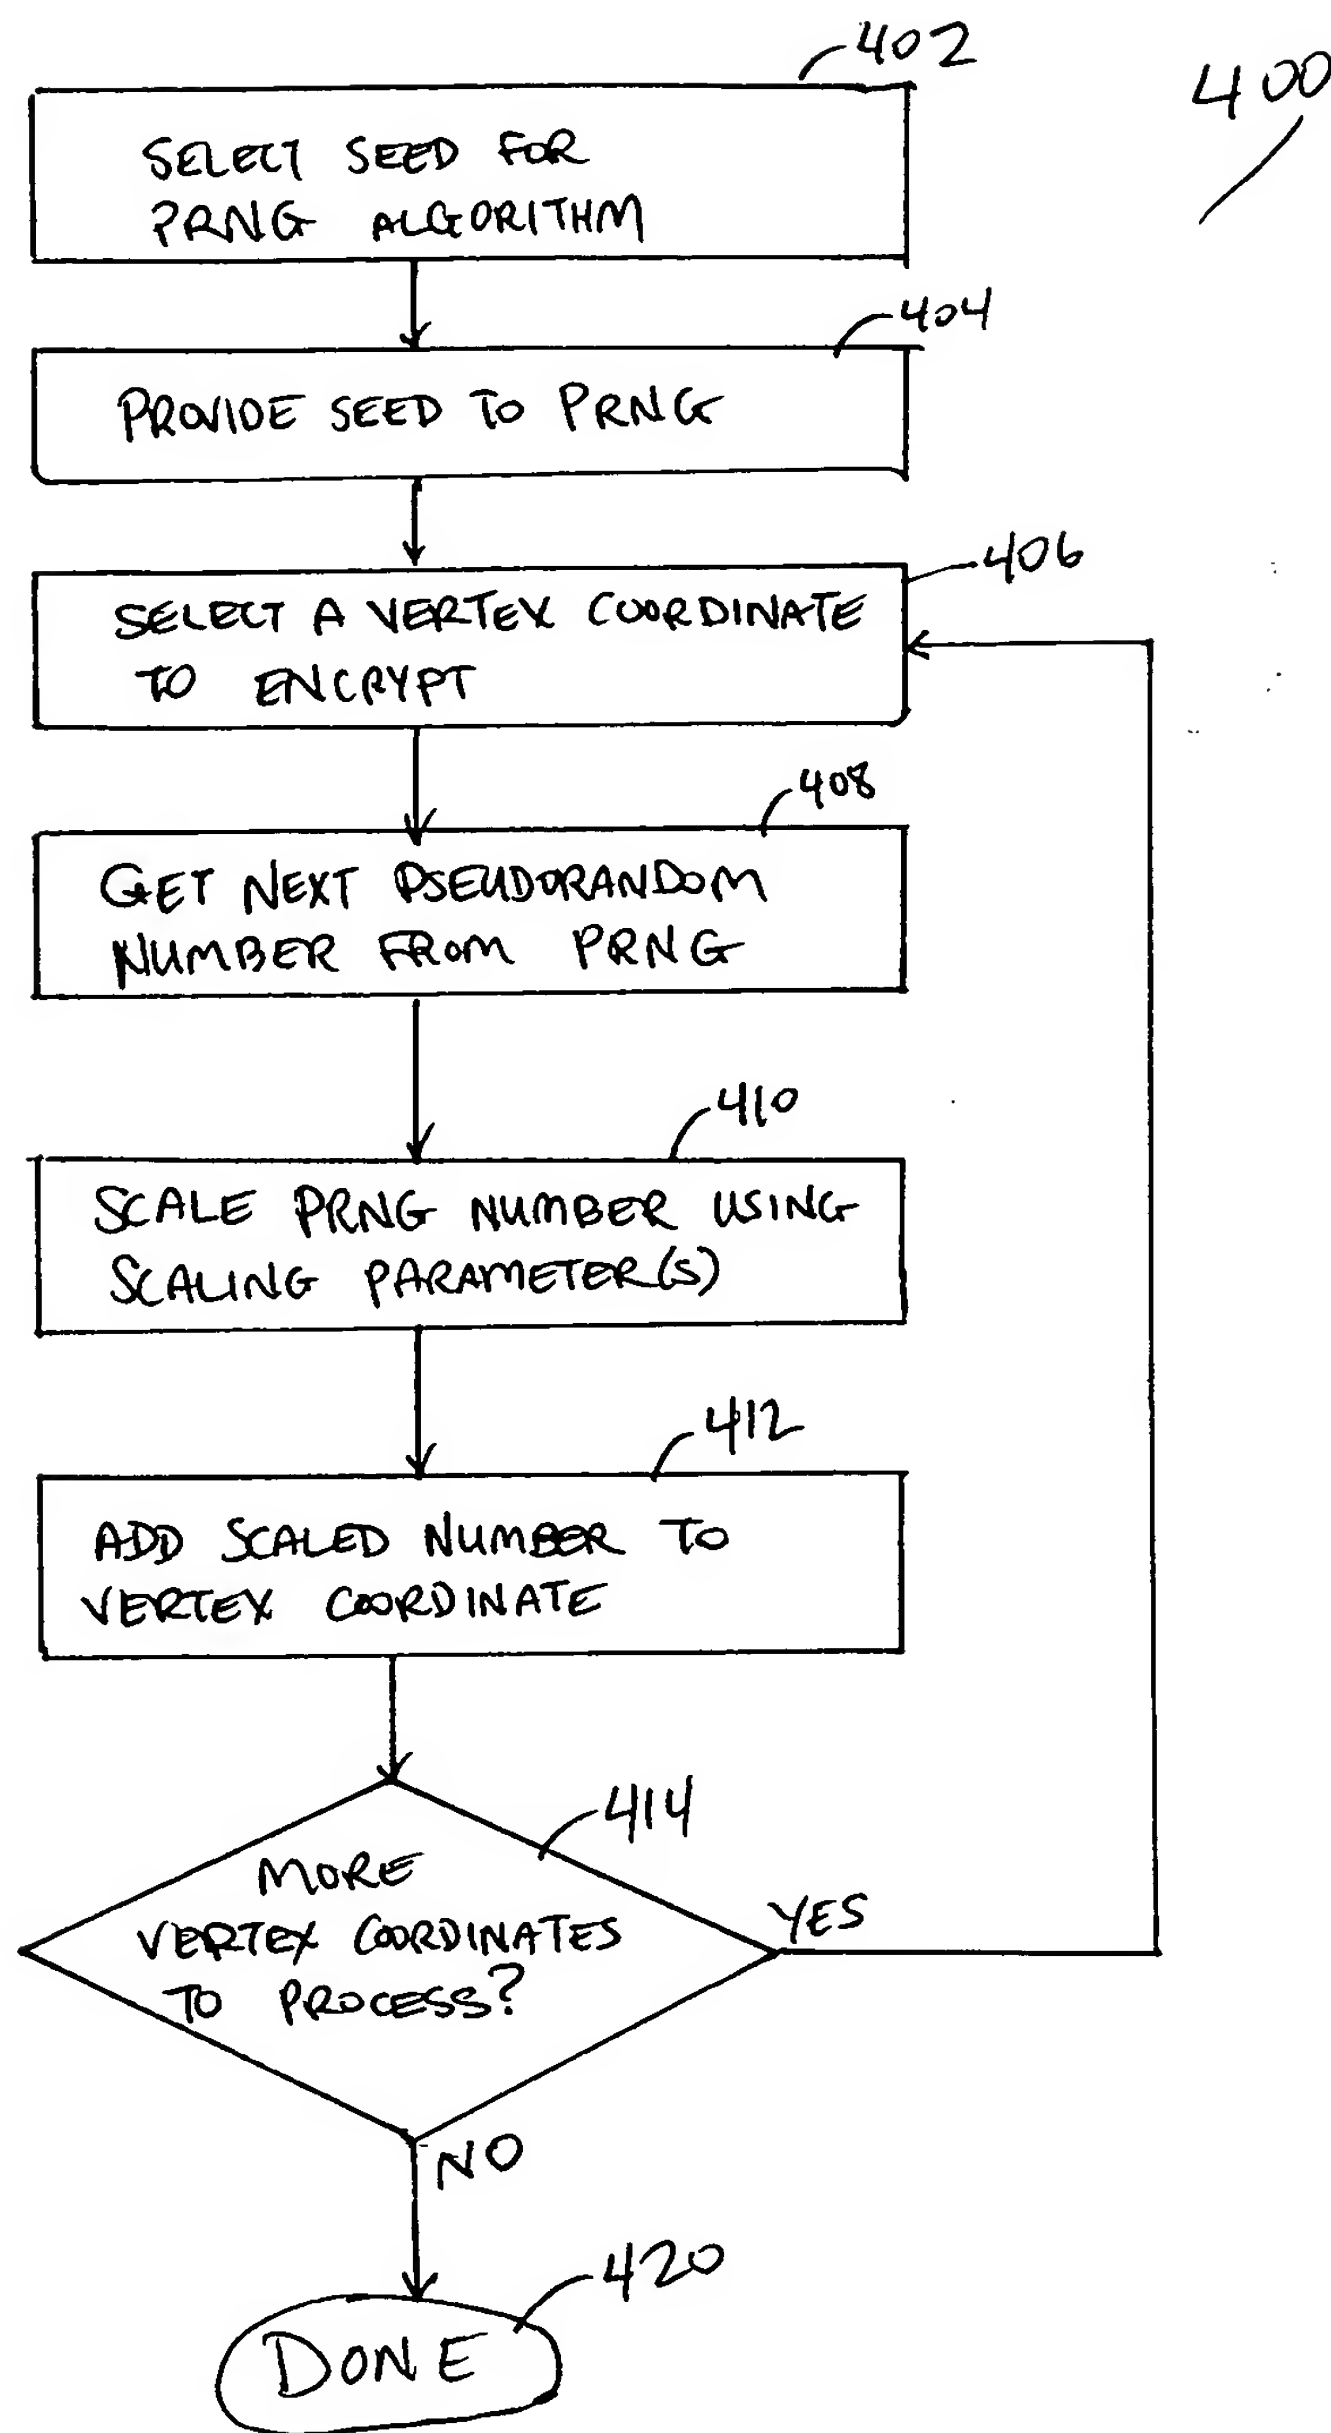 402
400
SELECT SEED FOR
PRNG ALGORITHM
404
PROVIDE SEED TO PRNG
406
SELECT A VERTEX COORDINATE
TO ENCRYPT
408
GET NEXT PSEUDORANDOM
NUMBER FROM PRNG
410
SCALE PRNG NUMBER USING
SCALING PARAMETER(S)
412
ADD SCALED NUMBER TO
VERTEX COORDINATE
414
MORE
VERTEX COORDINATES
TO PROCESS?
YES
NO
420
DONE